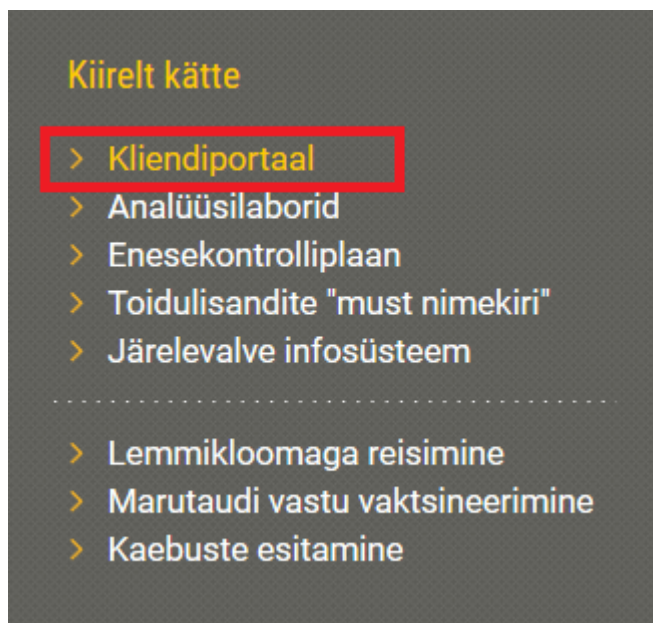 Kiirelt kätte
Kliendiportaal
Analüüsilaborid
Enesekontrolliplaan
Toidulisandite "must nimekiri"
Järelevalve infosüsteem
Lemmikloomaga reisimine
Marutaudi vastu vaktsineerimine
Kaebuste esitamine